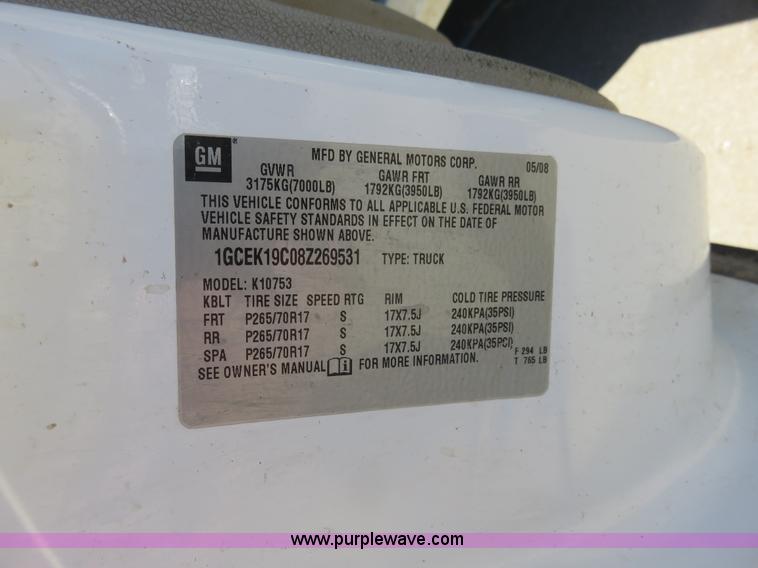 GM ®
MFD BY GENERAL MOTORS CORP. 05/08
GVWR GAWR FRT GAWR RR
3175KG(7000LB) 1792KG(3950LB) 1792KG(3950LB)
THIS VEHICLE CONFORMS TO ALL APPLICABLE U.S. FEDERAL MOTOR
VEHICLE SAFETY STANDARDS IN EFFECT ON THE DATE OF
MANUFACTURE SHOWN ABOVE.
1GCEK19C08Z269531 TYPE: TRUCK
MODEL: K10753
KBLT TIRE SIZE SPEED RTG RIM COLD TIRE PRESSURE
FRT P265/70R17 S 17X7.5J 240KPA(35PSI)
RR P265/70R17 S 17X7.5J 240KPA(35PSI)
SPA P265/70R17 S 17X7.5J 240KPA(35PCI)
F 294 LB
T 765 LB
SEE OWNER'S MANUAL FOR MORE INFORMATION.
www.purplewave.com